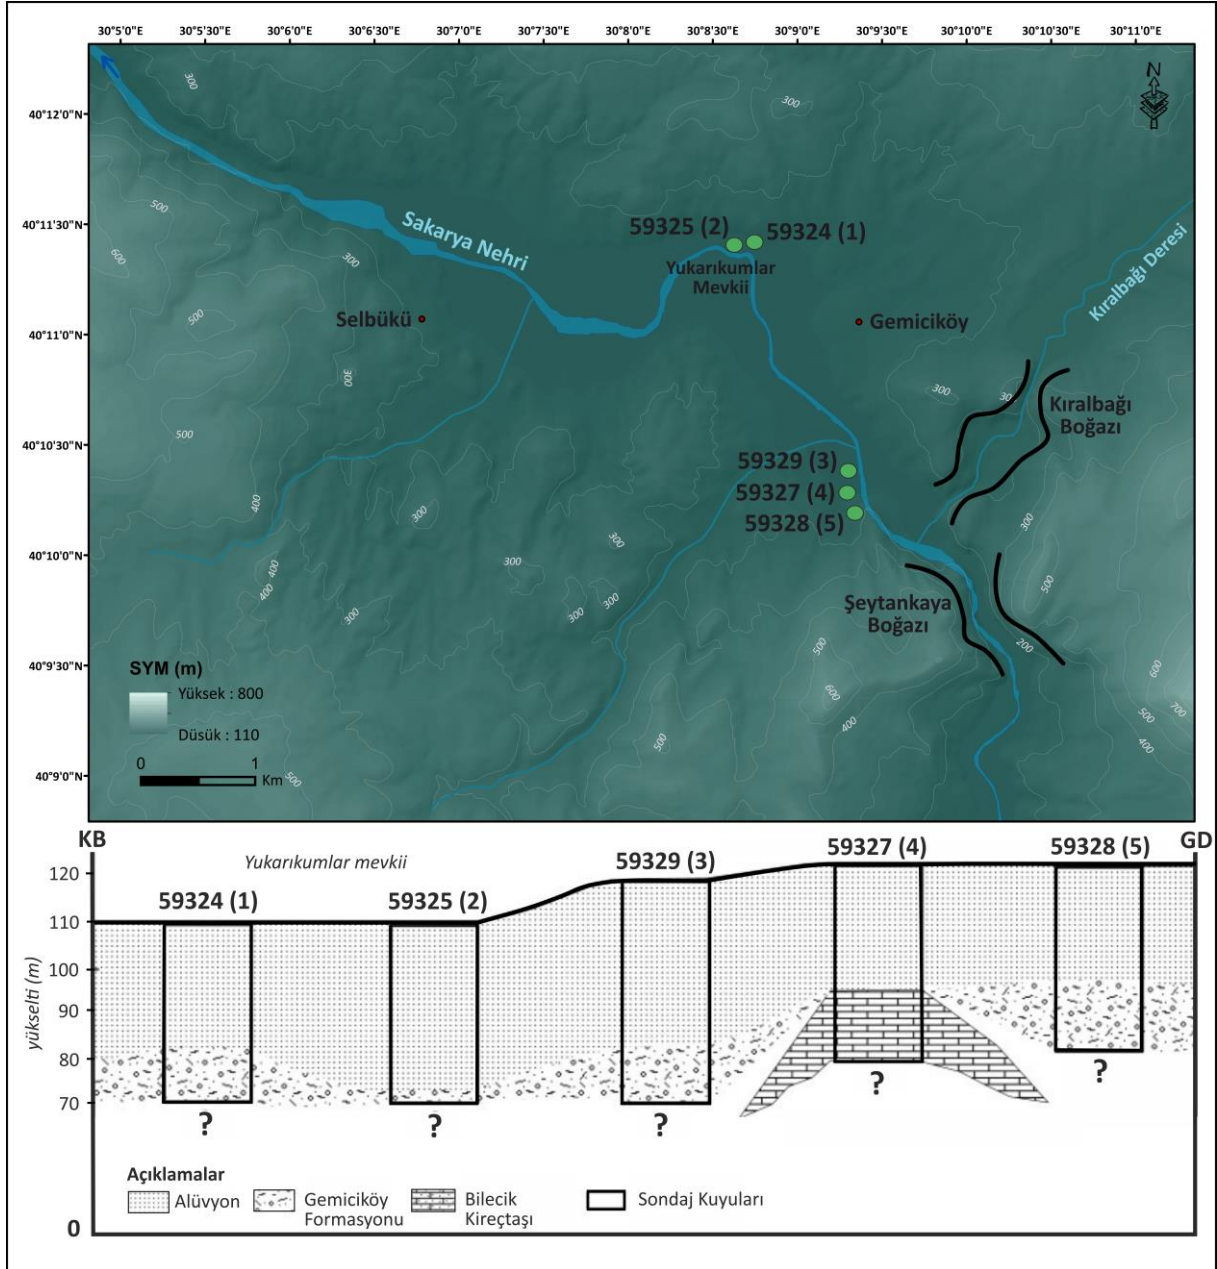 30°5'0"E 30°5'30"E 30°6'0"E 30°6'30"E 30°7'0"E 30°7'30"E 30°8'0"E 30°8'30"E 30°9'0"E 30°9'30"E 30°10'0"E 30°10'30"E 30°11'0"E
N
40°12'0"N
40°11'30"N
40°11'0"N
40°10'30"N
40°10'0"N
40°9'30"N
40°9'0"N
300
300
500
600
300
500
300
500
400
300
300
300
300
300
400
400
300
300
300
300
500
200
500
600
400
500
600
700
500
400
500
Sakarya Nehri
59325 (2)
59324 (1)
Yukarıkumlar
Mevkii
Kıralbağı Deresi
Selbükü
Gemiciköy
Kıralbağı
Boğazı
59329 (3)
59327 (4)
59328 (5)
Şeytankaya
Boğazı
SYM (m)
Yüksek : 800
Düsük : 110
0 1
Km
KB
GD
Yukarıkumlar mevkii
59324 (1)
59325 (2)
59329 (3)
59327 (4)
59328 (5)
yükselti (m)
120
110
100
90
80
70
0
?
?
?
?
?
Açıklamalar
Alüvyon
Gemiciköy
Formasyonu
Bilecik
Kireçtaşı
Sondaj Kuyuları